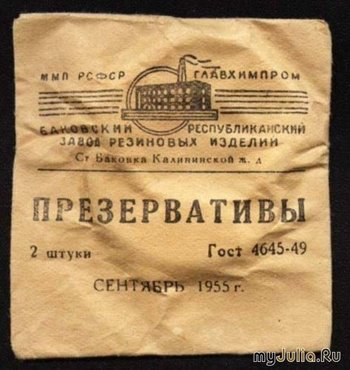 ММП РСФСР ГЛАВХИМПРОМ
БАКОВСКИЙ РЕСПУБЛИКАНСКИЙ
ЗАВОД РЕЗИНОВЫХ ИЗДЕЛИЙ
Ст Баковка Калининской ж. д
ПРЕЗЕРВАТИВЫ
2 штуки Гост 4645-49
СЕНТЯБРЬ 1955 г.
myJulia.Ru